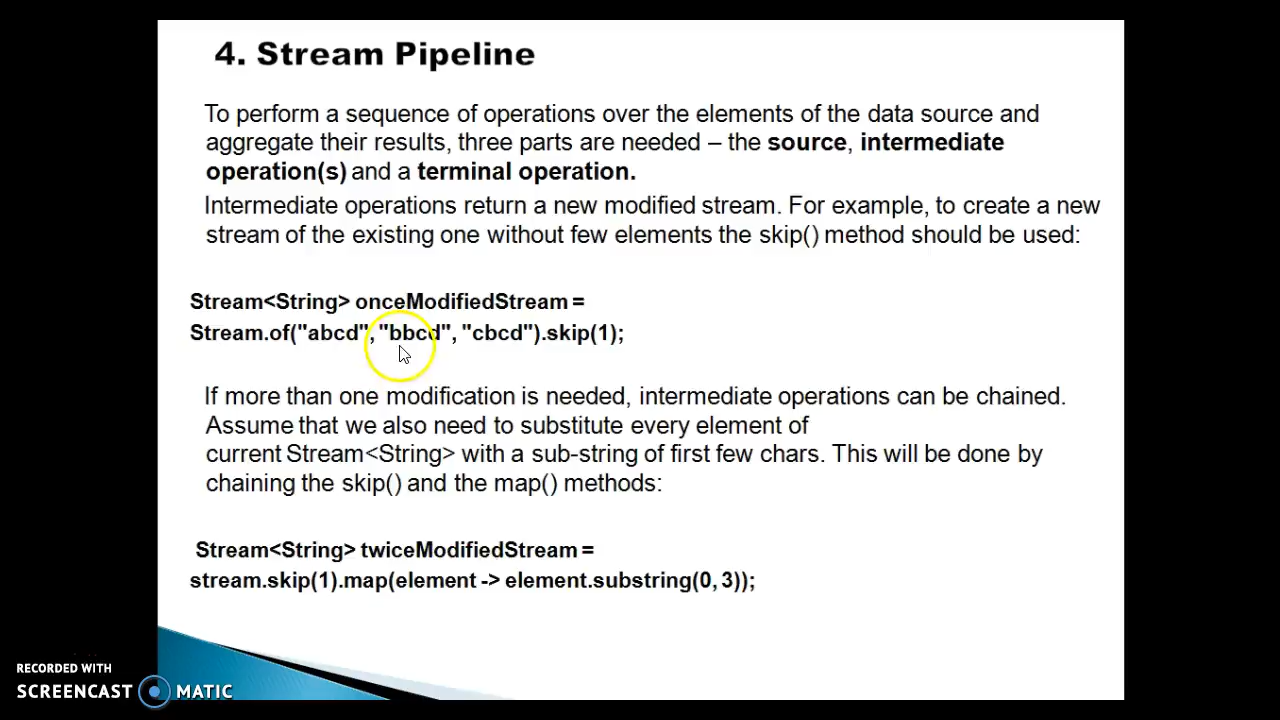 4. Stream Pipeline
To perform a sequence of operations over the elements of the data source and
aggregate their results, three parts are needed – the source, intermediate
operation(s) and a terminal operation.
Intermediate operations return a new modified stream. For example, to create a new
stream of the existing one without few elements the skip() method should be used:
Stream<String> onceModifiedStream =
Stream.of("abcd", "bbcd", "cbcd").skip(1);
If more than one modification is needed, intermediate operations can be chained.
Assume that we also need to substitute every element of
current Stream<String> with a sub-string of first few chars. This will be done by
chaining the skip() and the map() methods:
Stream<String> twiceModifiedStream =
stream.skip(1).map(element -> element.substring(0, 3));
RECORDED WITH
SCREENCAST MATIC